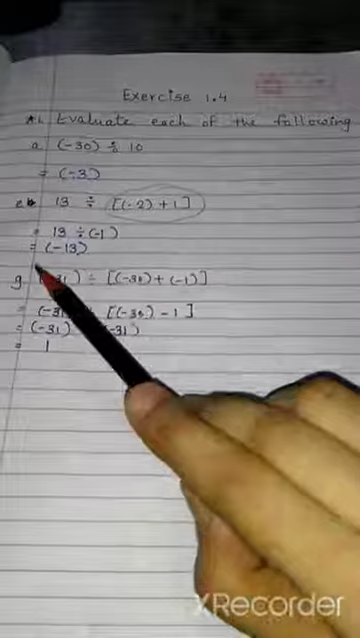 Exercise 1.4
1. Evaluate each of the following
a. (-30) ÷ 10
= (-3)
e. 13 ÷ [(-2) + 1]
= 13 ÷ (-1)
= (-13)
g. (-31) ÷ [(-30) + (-1)]
= (-31) [(-30) - 1]
= (-31) (-31)
= 1
XRecorder